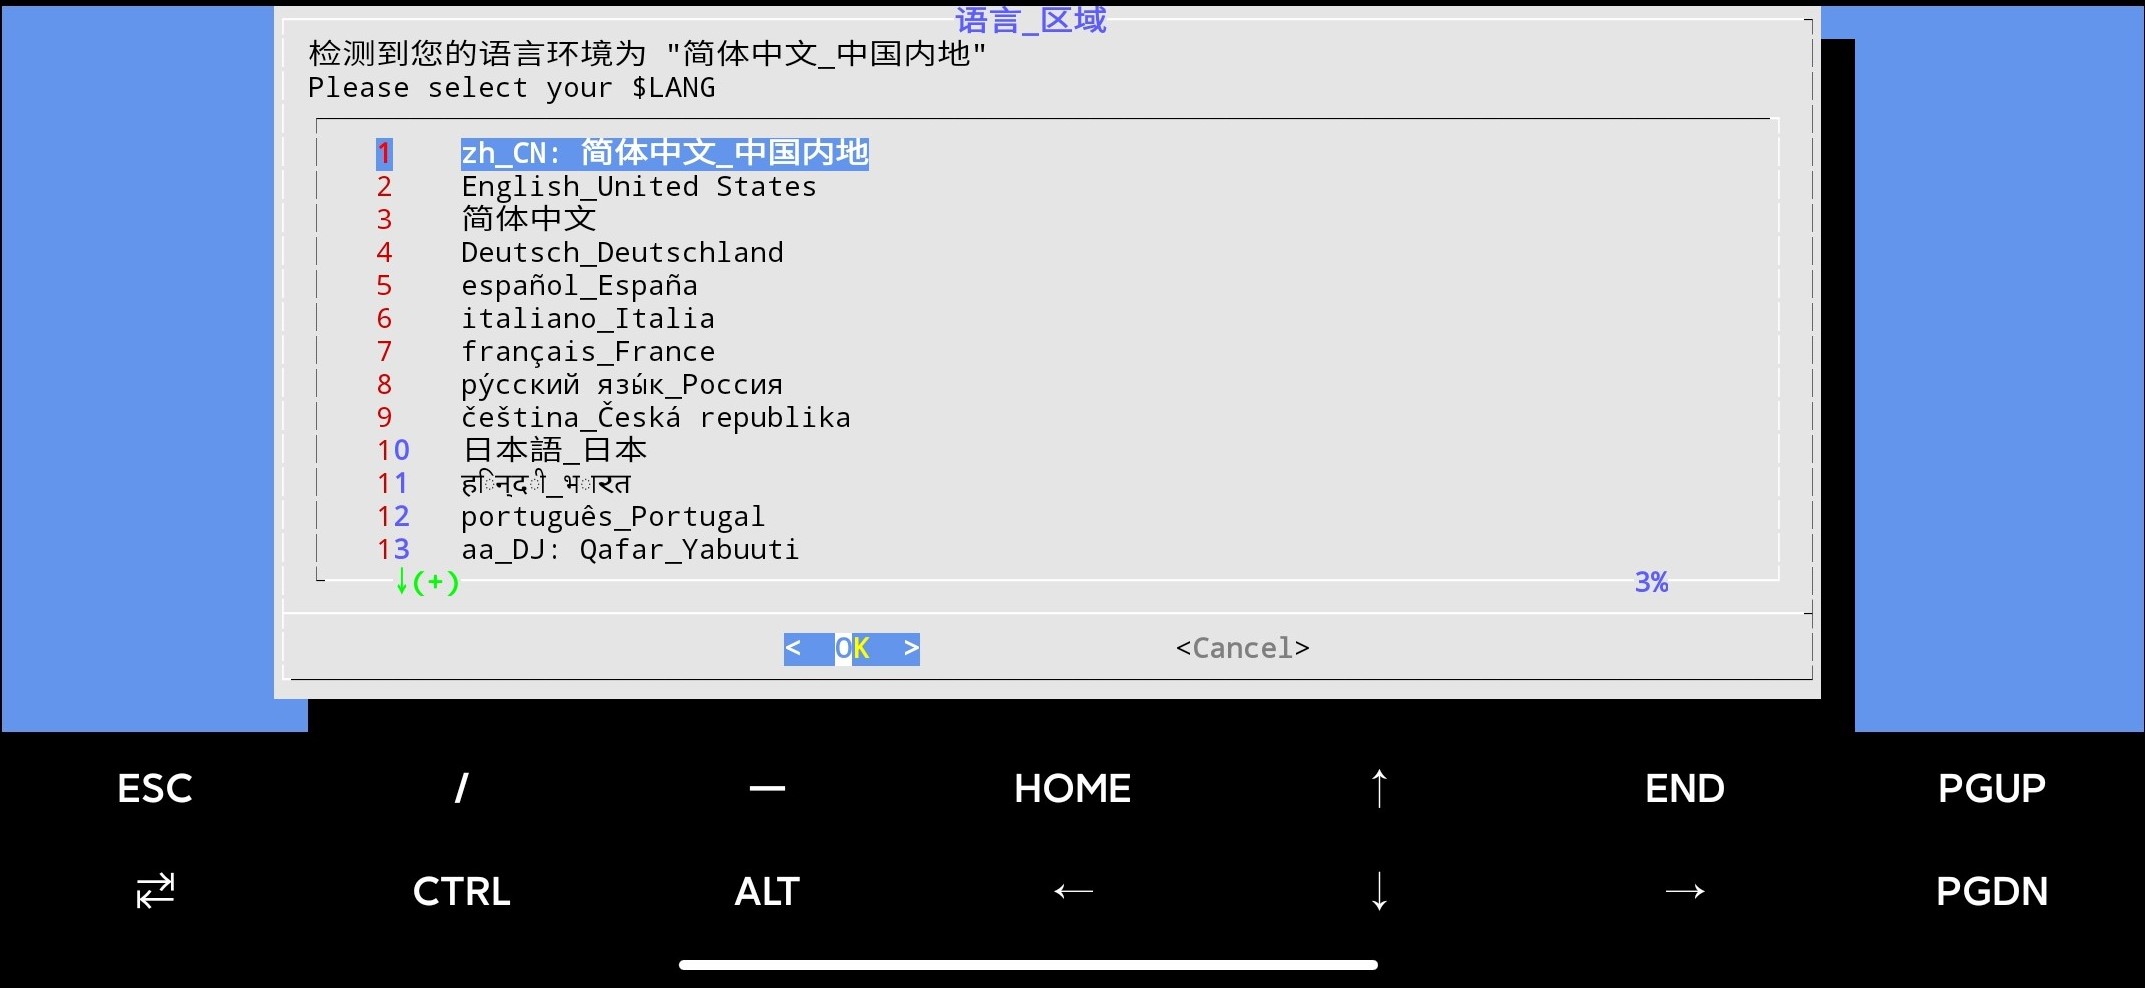 语言_区域
检测到您的语言环境为 "简体中文_中国内地"
Please select your $LANG
1 zh_CN: 简体中文_中国内地
2 English_United States
3 简体中文
4 Deutsch_Deutschland
5 español_España
6 italiano_Italia
7 français_France
8 ру́сский язы́к_Россия
9 čeština_Česká republika
10 日本語_日本
11 हिन्दी_भारत
12 português_Portugal
13 aa_DJ: Qafar_Yabuuti
↓(+) 3%
< OK > <Cancel>
ESC / — HOME ↑ END PGUP
⇄ CTRL ALT ← ↓ → PGDN